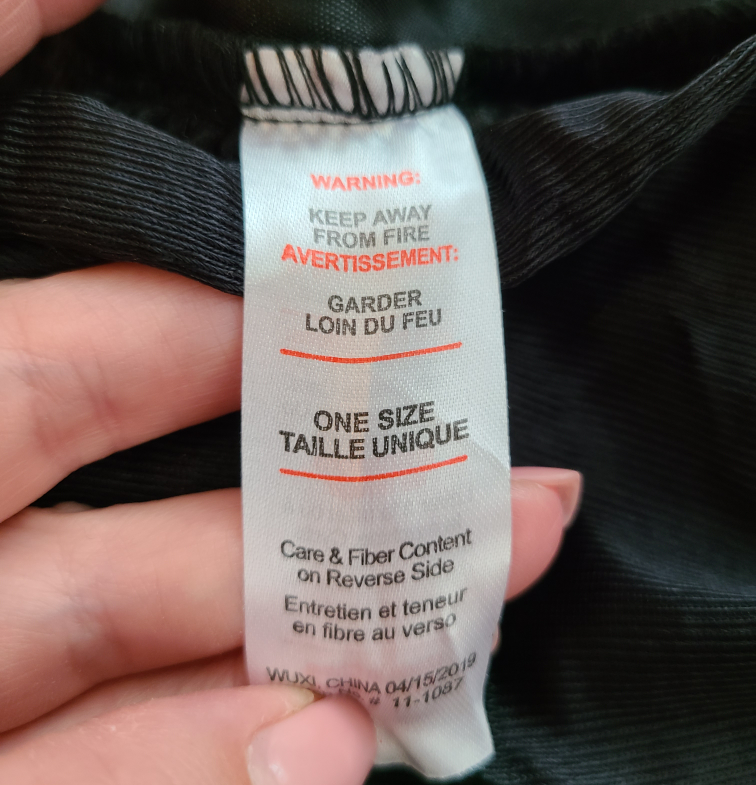 WARNING:
KEEP AWAY
FROM FIRE
AVERTISSEMENT:
GARDER
LOIN DU FEU
ONE SIZE
TAILLE UNIQUE
Care & Fiber Content
on Reverse Side
Entretien et teneur
en fibre au verso
WUXI, CHINA 04/15/2019
# 11-1087